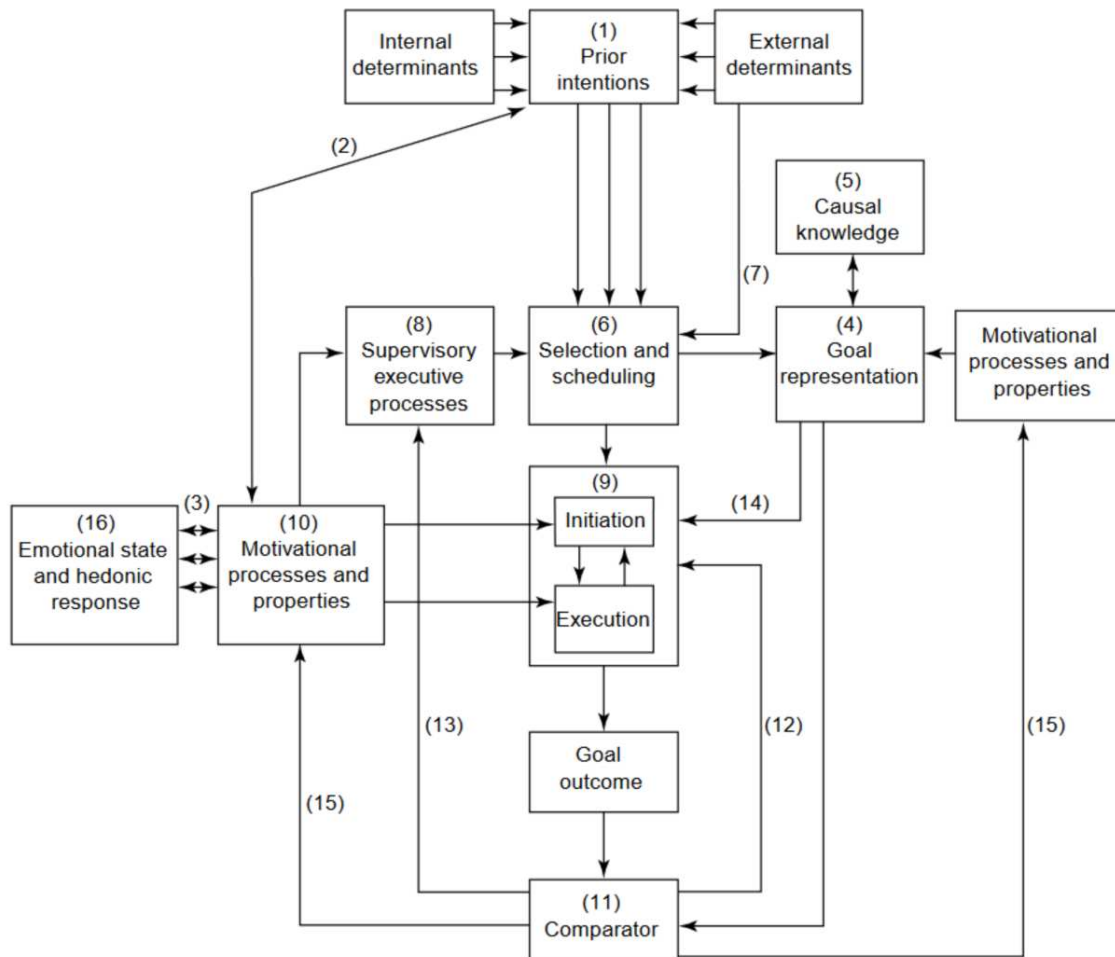 Internal
determinants
(1)
Prior
intentions
External
determinants
(2)
(5)
Causal
knowledge
(7)
(8)
Supervisory
executive
processes
(6)
Selection and
scheduling
(4)
Goal
representation
Motivational
processes and
properties
(3)
(16)
Emotional state
and hedonic
response
(10)
Motivational
processes and
properties
(9)
Initiation
Execution
(14)
(13)
(12)
(15)
(15)
Goal
outcome
(11)
Comparator